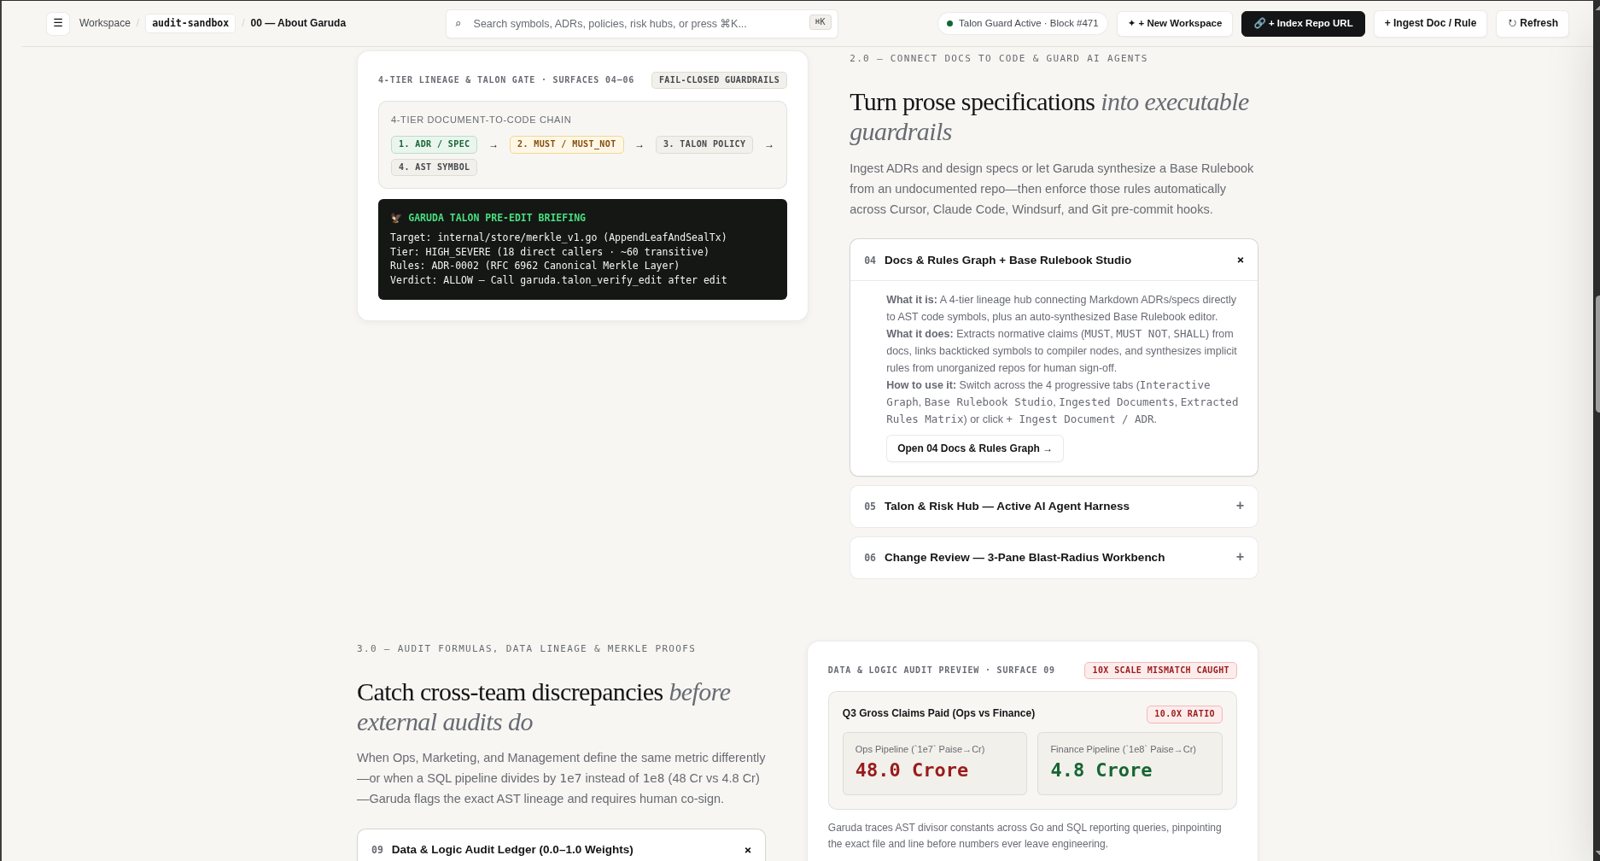 ☰ Workspace / audit-sandbox / 00 — About Garuda
Search symbols, ADRs, policies, risk hubs, or press ⌘K... ⌘K
Talon Guard Active · Block #471
✦ + New Workspace
🔗 + Index Repo URL
+ Ingest Doc / Rule
↻ Refresh
4-TIER LINEAGE & TALON GATE · SURFACES 04–06
FAIL-CLOSED GUARDRAILS
4-TIER DOCUMENT-TO-CODE CHAIN
1. ADR / SPEC → 2. MUST / MUST_NOT → 3. TALON POLICY →
4. AST SYMBOL
🦅 GARUDA TALON PRE-EDIT BRIEFING
Target: internal/store/merkle_v1.go (AppendLeafAndSealTx)
Tier: HIGH_SEVERE (18 direct callers · ~60 transitive)
Rules: ADR-0002 (RFC 6962 Canonical Merkle Layer)
Verdict: ALLOW — Call garuda.talon_verify_edit after edit
2.0 — CONNECT DOCS TO CODE & GUARD AI AGENTS
Turn prose specifications into executable
guardrails
Ingest ADRs and design specs or let Garuda synthesize a Base Rulebook
from an undocumented repo—then enforce those rules automatically
across Cursor, Claude Code, Windsurf, and Git pre-commit hooks.
04 Docs & Rules Graph + Base Rulebook Studio ×
What it is: A 4-tier lineage hub connecting Markdown ADRs/specs directly
to AST code symbols, plus an auto-synthesized Base Rulebook editor.
What it does: Extracts normative claims (MUST, MUST NOT, SHALL) from
docs, links backticked symbols to compiler nodes, and synthesizes implicit
rules from unorganized repos for human sign-off.
How to use it: Switch across the 4 progressive tabs (Interactive
Graph, Base Rulebook Studio, Ingested Documents, Extracted
Rules Matrix) or click + Ingest Document / ADR.
Open 04 Docs & Rules Graph →
05 Talon & Risk Hub — Active AI Agent Harness +
06 Change Review — 3-Pane Blast-Radius Workbench +
3.0 — AUDIT FORMULAS, DATA LINEAGE & MERKLE PROOFS
Catch cross-team discrepancies before
external audits do
When Ops, Marketing, and Management define the same metric differently
—or when a SQL pipeline divides by 1e7 instead of 1e8 (48 Cr vs 4.8 Cr)
—Garuda flags the exact AST lineage and requires human co-sign.
09 Data & Logic Audit Ledger (0.0–1.0 Weights) ×
DATA & LOGIC AUDIT PREVIEW · SURFACE 09
10X SCALE MISMATCH CAUGHT
Q3 Gross Claims Paid (Ops vs Finance)
10.0X RATIO
Ops Pipeline (`1e7` Paise→Cr)
48.0 Crore
Finance Pipeline (`1e8` Paise→Cr)
4.8 Crore
Garuda traces AST divisor constants across Go and SQL reporting queries, pinpointing
the exact file and line before numbers ever leave engineering.